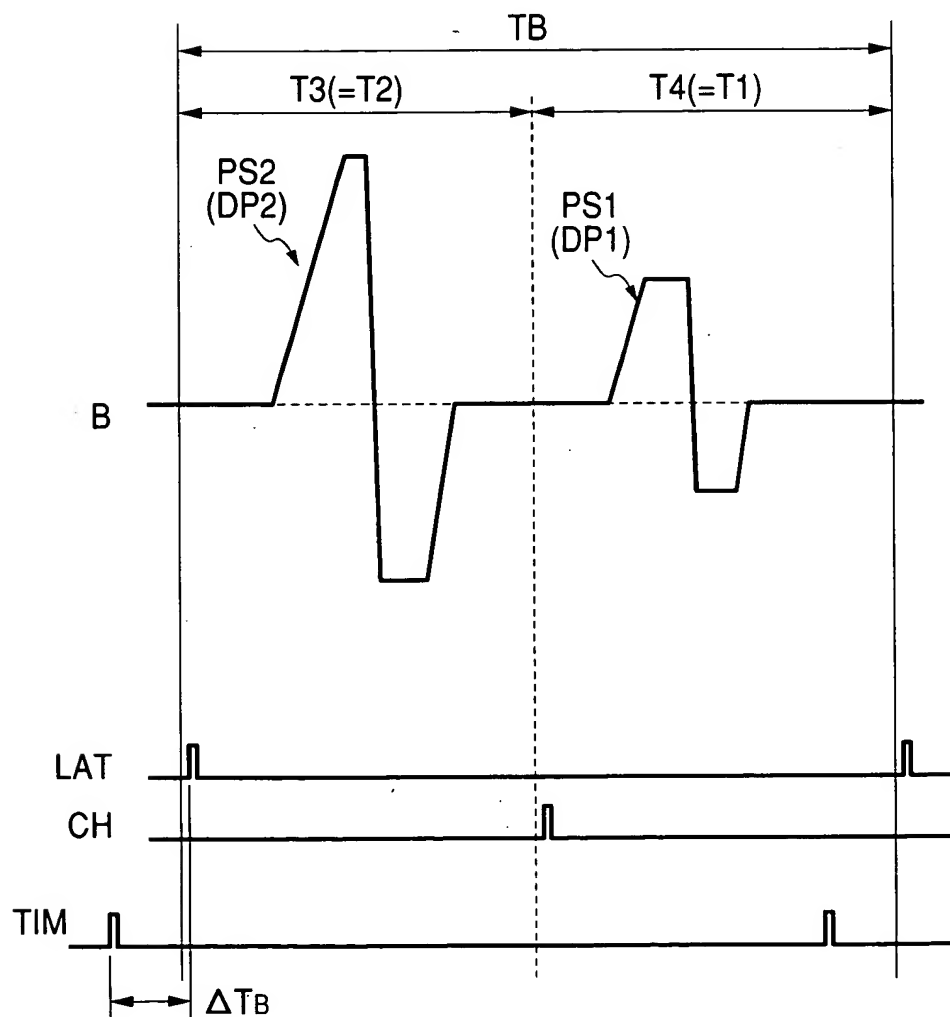 TB
T3(=T2)
T4(=T1)
PS2
(DP2)
PS1
(DP1)
B
LAT
CH
TIM
ΔTB